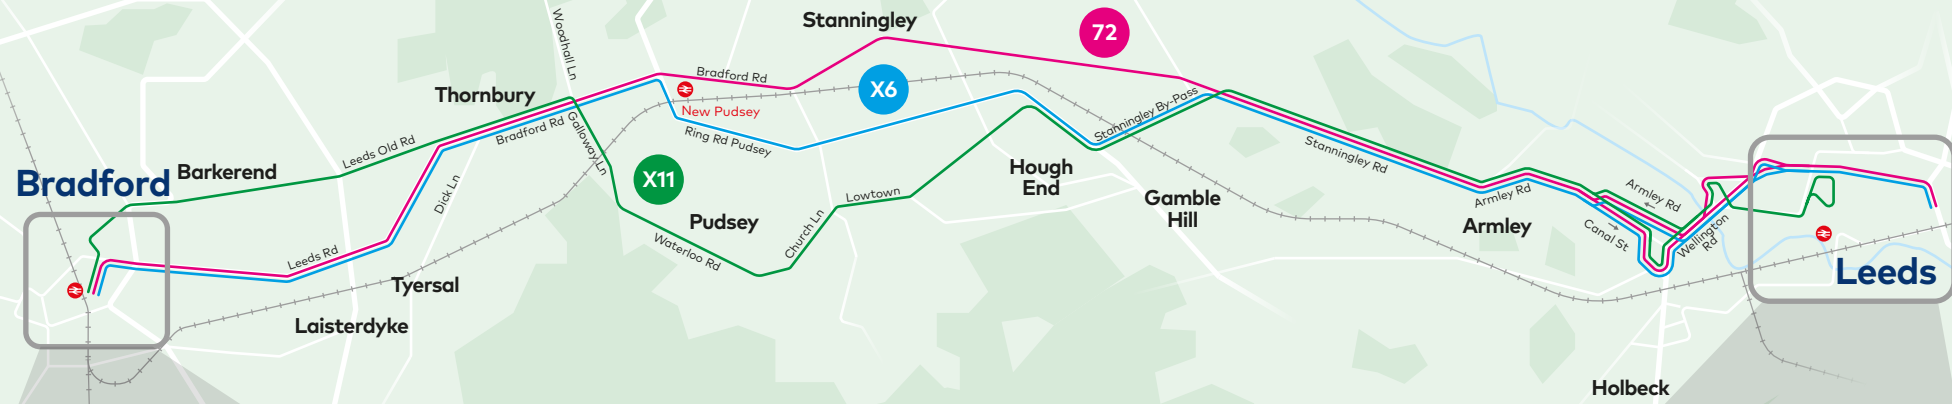 Woodhall Ln
Stanningley
72
Bradford Rd
X6
New Pudsey
Thornbury
Bradford Rd
Galloway Ln
Ring Rd Pudsey
Stanningley By-Pass
Leeds Old Rd
Barkerend
Bradford
Dick Ln
X11
Hough
End
Stanningley Rd
Gamble
Hill
Armley Rd
Armley Rd
Armley
Canal St
Wellington
Rd
Lowtown
Pudsey
Church Ln
Waterloo Rd
Leeds Rd
Tyersal
Laisterdyke
Leeds
Holbeck